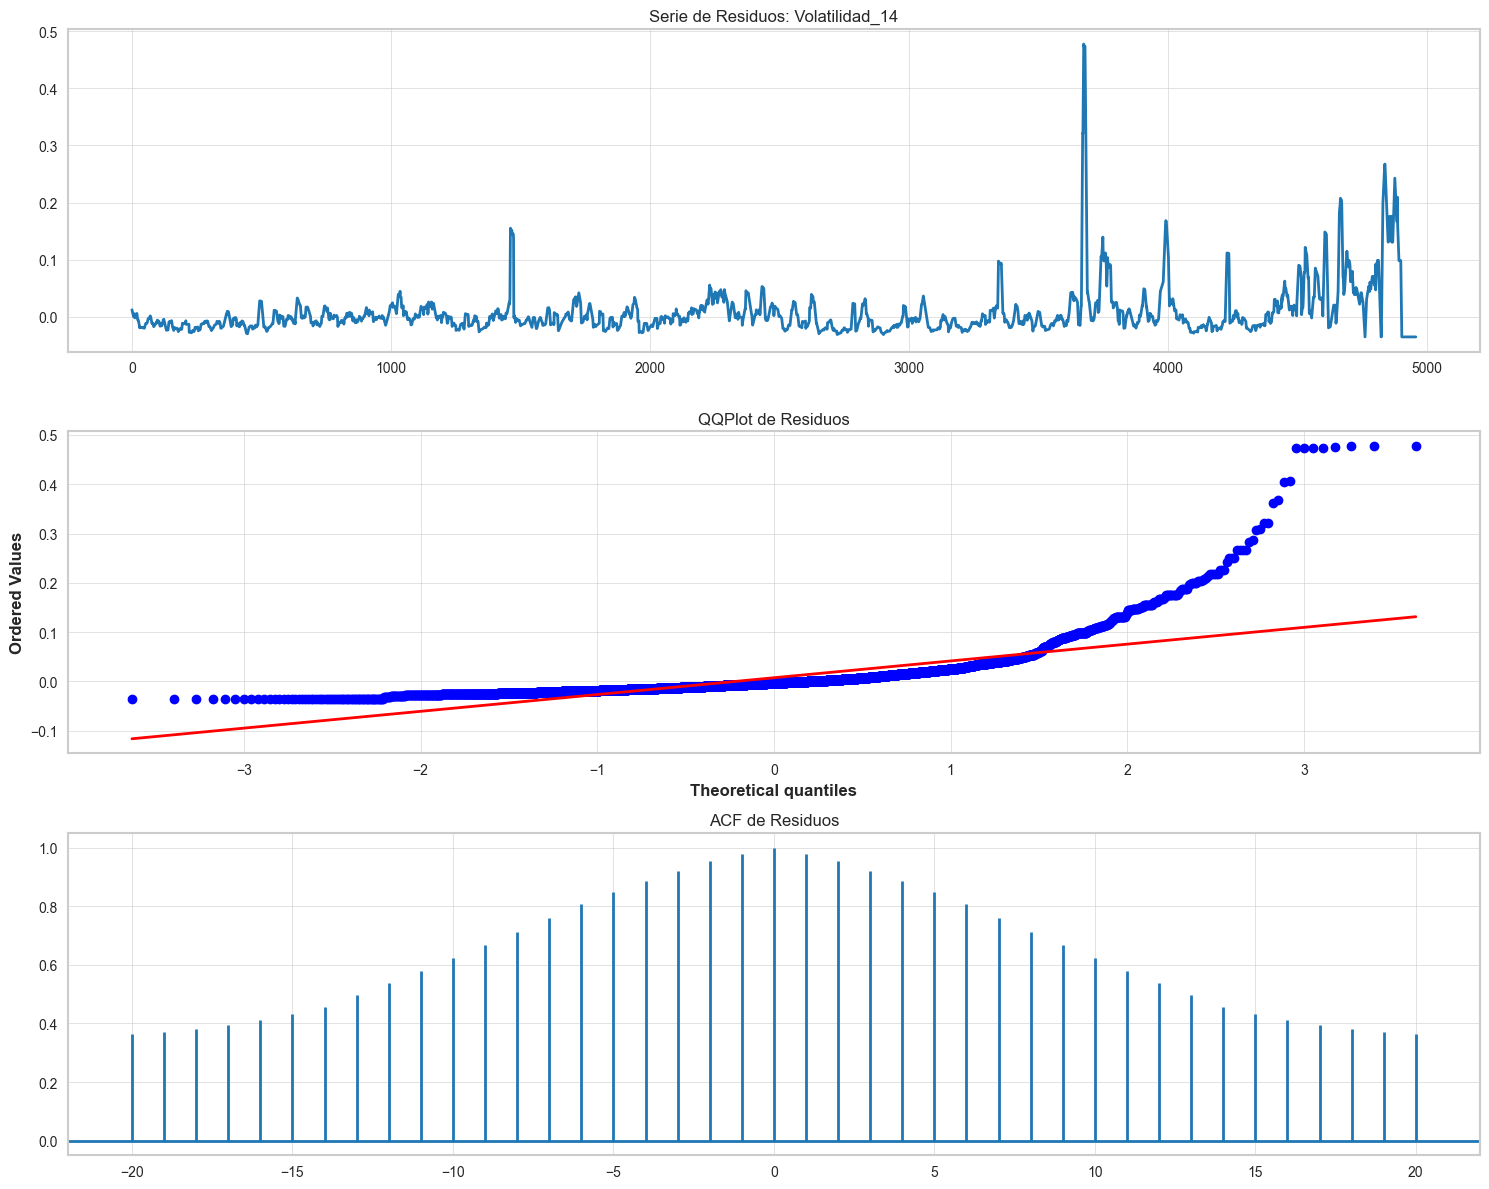 Serie de Residuos: Volatilidad_14
0.5
0.4
0.3
0.2
0.1
0.0
0 1000 2000 3000 4000 5000
QQPlot de Residuos
Ordered Values
0.5
0.4
0.3
0.2
0.1
0.0
−0.1
−3 −2 −1 0 1 2 3
Theoretical quantiles
ACF de Residuos
1.0
0.8
0.6
0.4
0.2
0.0
−20 −15 −10 −5 0 5 10 15 20